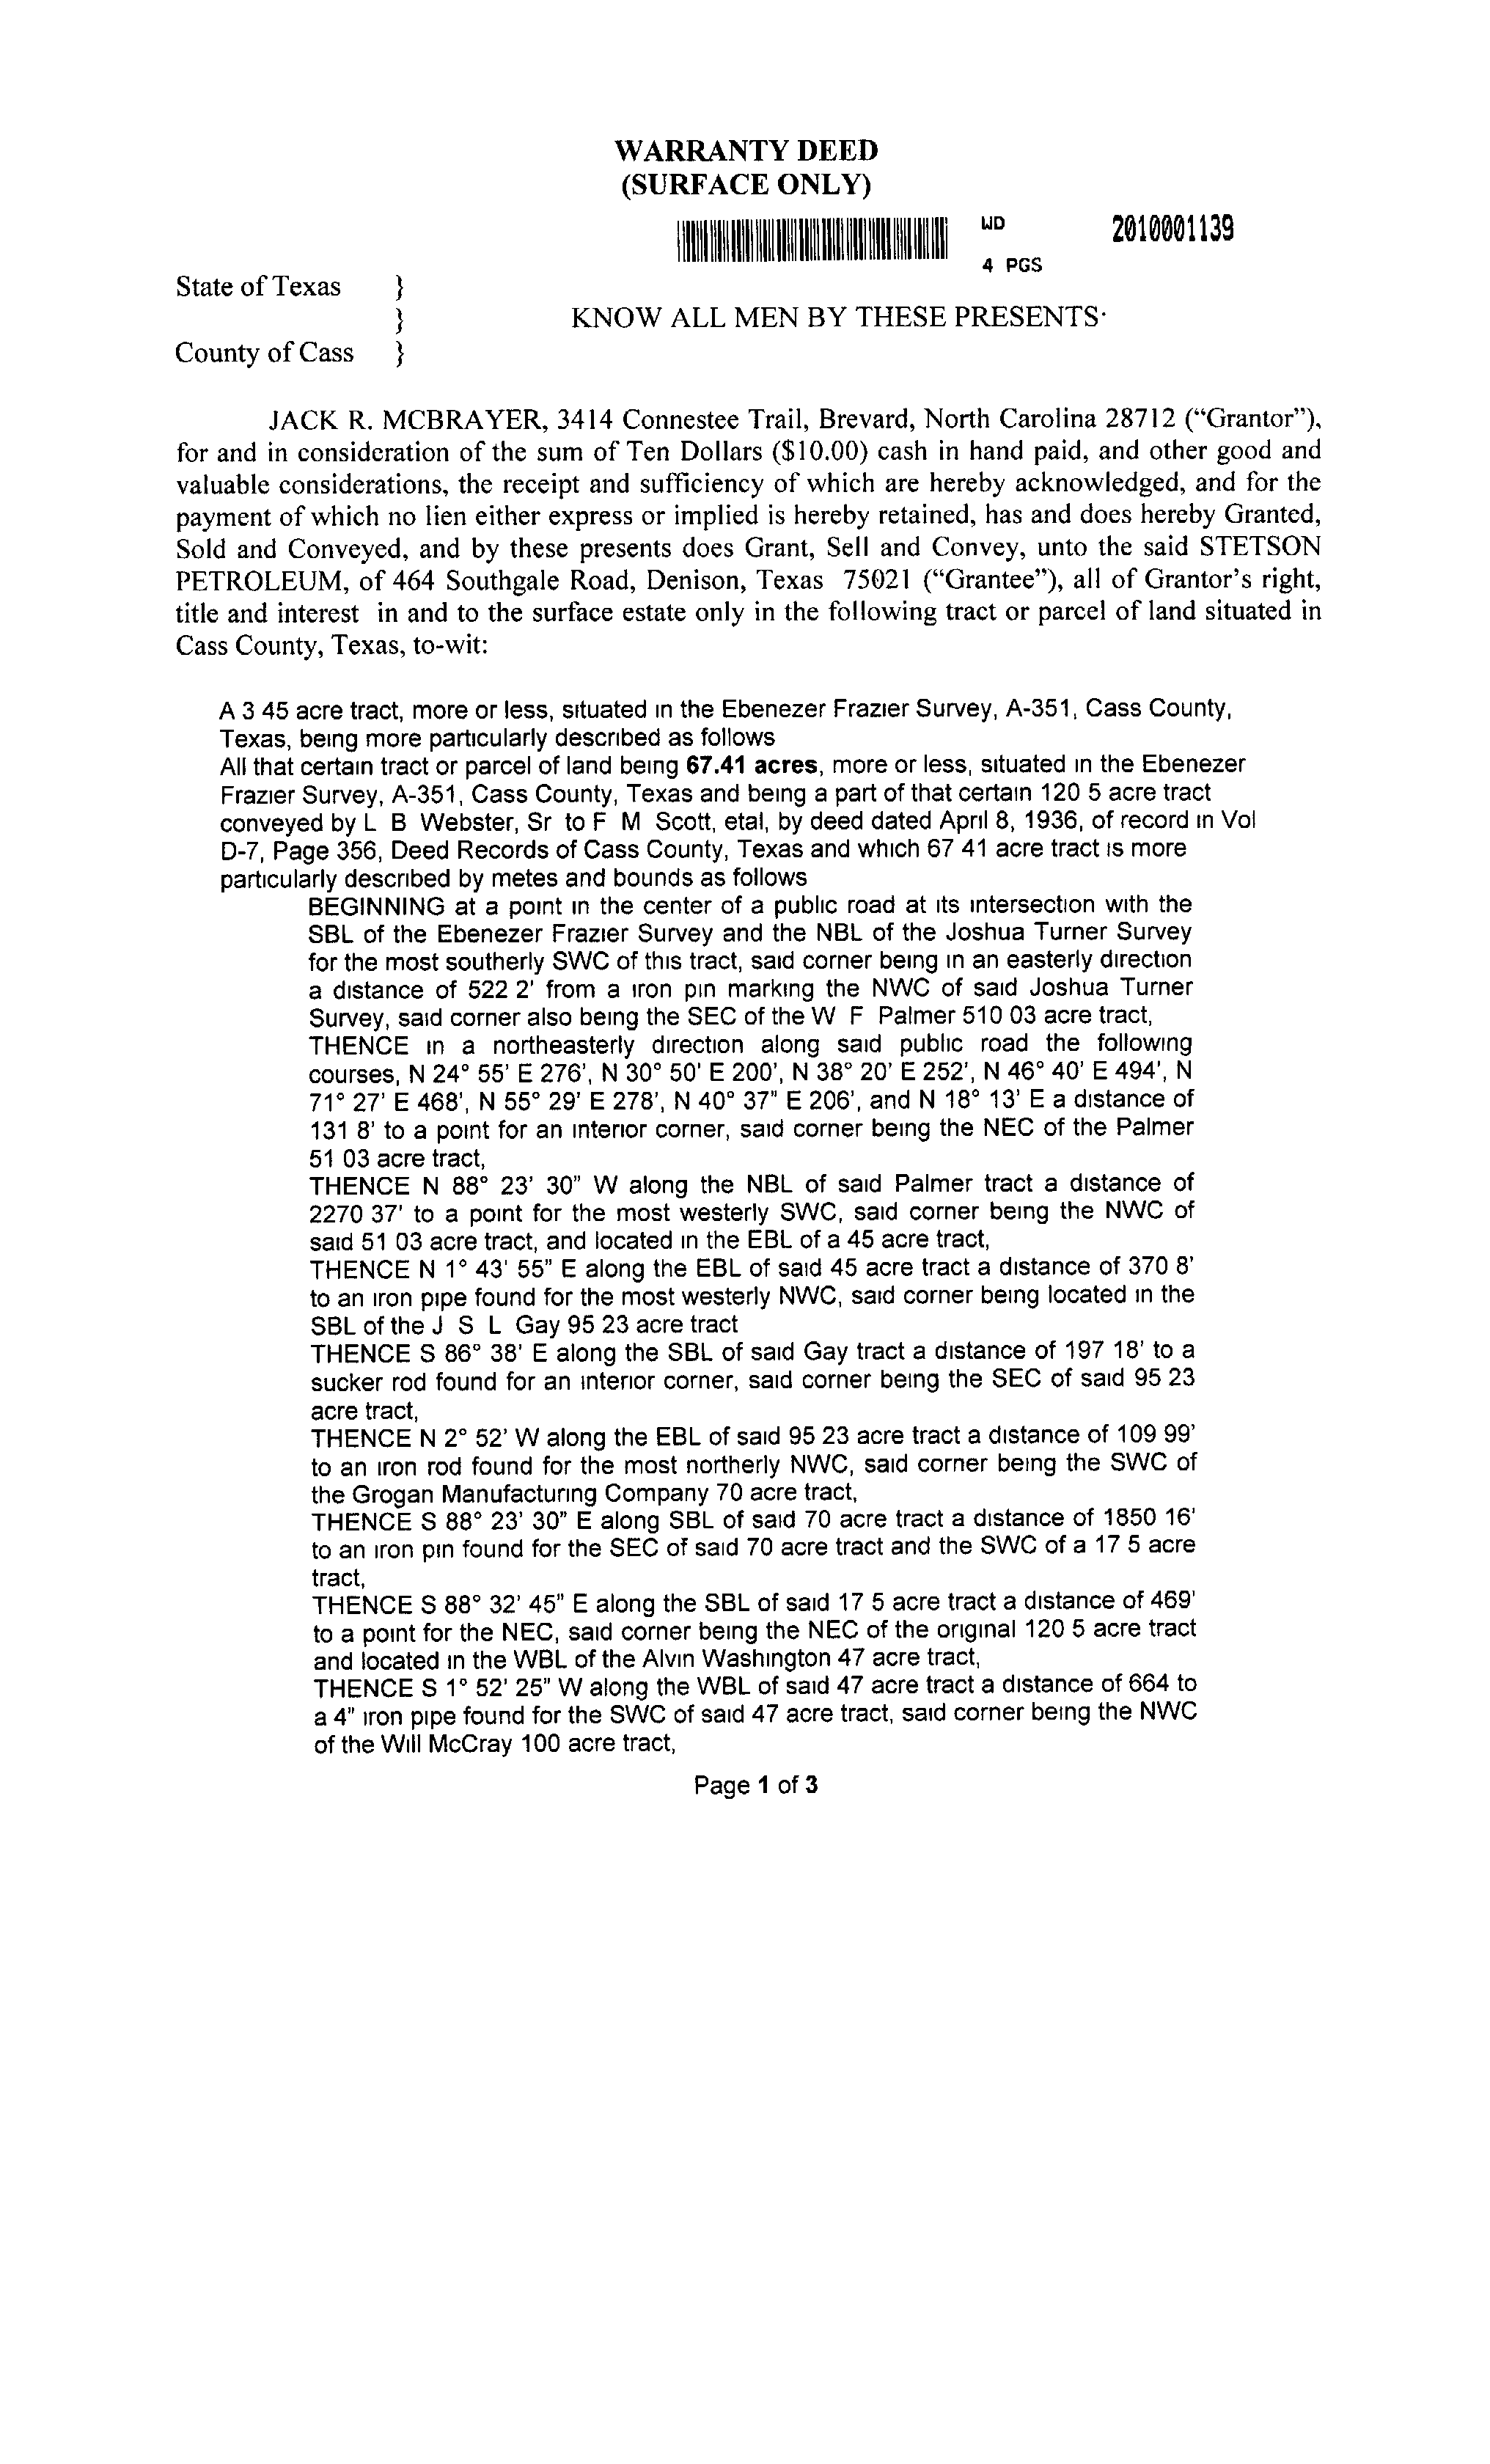 WARRANTY DEED
(SURFACE ONLY)
WD 2010001139
4 PGS
State of Texas }
} KNOW ALL MEN BY THESE PRESENTS·
County of Cass }
JACK R. MCBRAYER, 3414 Connestee Trail, Brevard, North Carolina 28712 (“Grantor”),
for and in consideration of the sum of Ten Dollars ($10.00) cash in hand paid, and other good and
valuable considerations, the receipt and sufficiency of which are hereby acknowledged, and for the
payment of which no lien either express or implied is hereby retained, has and does hereby Granted,
Sold and Conveyed, and by these presents does Grant, Sell and Convey, unto the said STETSON
PETROLEUM, of 464 Southgale Road, Denison, Texas 75021 (“Grantee”), all of Grantor’s right,
title and interest in and to the surface estate only in the following tract or parcel of land situated in
Cass County, Texas, to-wit:
A 3 45 acre tract, more or less, situated in the Ebenezer Frazier Survey, A-351, Cass County,
Texas, being more particularly described as follows
All that certain tract or parcel of land being 67.41 acres, more or less, situated in the Ebenezer
Frazier Survey, A-351, Cass County, Texas and being a part of that certain 120 5 acre tract
conveyed by L B Webster, Sr to F M Scott, etal, by deed dated April 8, 1936, of record in Vol
D-7, Page 356, Deed Records of Cass County, Texas and which 67 41 acre tract is more
particularly described by metes and bounds as follows
BEGINNING at a point in the center of a public road at its intersection with the
SBL of the Ebenezer Frazier Survey and the NBL of the Joshua Turner Survey
for the most southerly SWC of this tract, said corner being in an easterly direction
a distance of 522 2' from a iron pin marking the NWC of said Joshua Turner
Survey, said corner also being the SEC of the W F Palmer 510 03 acre tract,
THENCE in a northeasterly direction along said public road the following
courses, N 24° 55' E 276', N 30° 50' E 200', N 38° 20' E 252', N 46° 40' E 494', N
71° 27' E 468', N 55° 29' E 278', N 40° 37" E 206', and N 18° 13' E a distance of
131 8' to a point for an interior corner, said corner being the NEC of the Palmer
51 03 acre tract,
THENCE N 88° 23' 30" W along the NBL of said Palmer tract a distance of
2270 37' to a point for the most westerly SWC, said corner being the NWC of
said 51 03 acre tract, and located in the EBL of a 45 acre tract,
THENCE N 1° 43' 55" E along the EBL of said 45 acre tract a distance of 370 8'
to an iron pipe found for the most westerly NWC, said corner being located in the
SBL of the J S L Gay 95 23 acre tract
THENCE S 86° 38' E along the SBL of said Gay tract a distance of 197 18' to a
sucker rod found for an interior corner, said corner being the SEC of said 95 23
acre tract,
THENCE N 2° 52' W along the EBL of said 95 23 acre tract a distance of 109 99'
to an iron rod found for the most northerly NWC, said corner being the SWC of
the Grogan Manufacturing Company 70 acre tract,
THENCE S 88° 23' 30" E along SBL of said 70 acre tract a distance of 1850 16'
to an iron pin found for the SEC of said 70 acre tract and the SWC of a 17 5 acre
tract,
THENCE S 88° 32' 45" E along the SBL of said 17 5 acre tract a distance of 469'
to a point for the NEC, said corner being the NEC of the original 120 5 acre tract
and located in the WBL of the Alvin Washington 47 acre tract,
THENCE S 1° 52' 25" W along the WBL of said 47 acre tract a distance of 664 to
a 4" iron pipe found for the SWC of said 47 acre tract, said corner being the NWC
of the Will McCray 100 acre tract,
Page 1 of 3